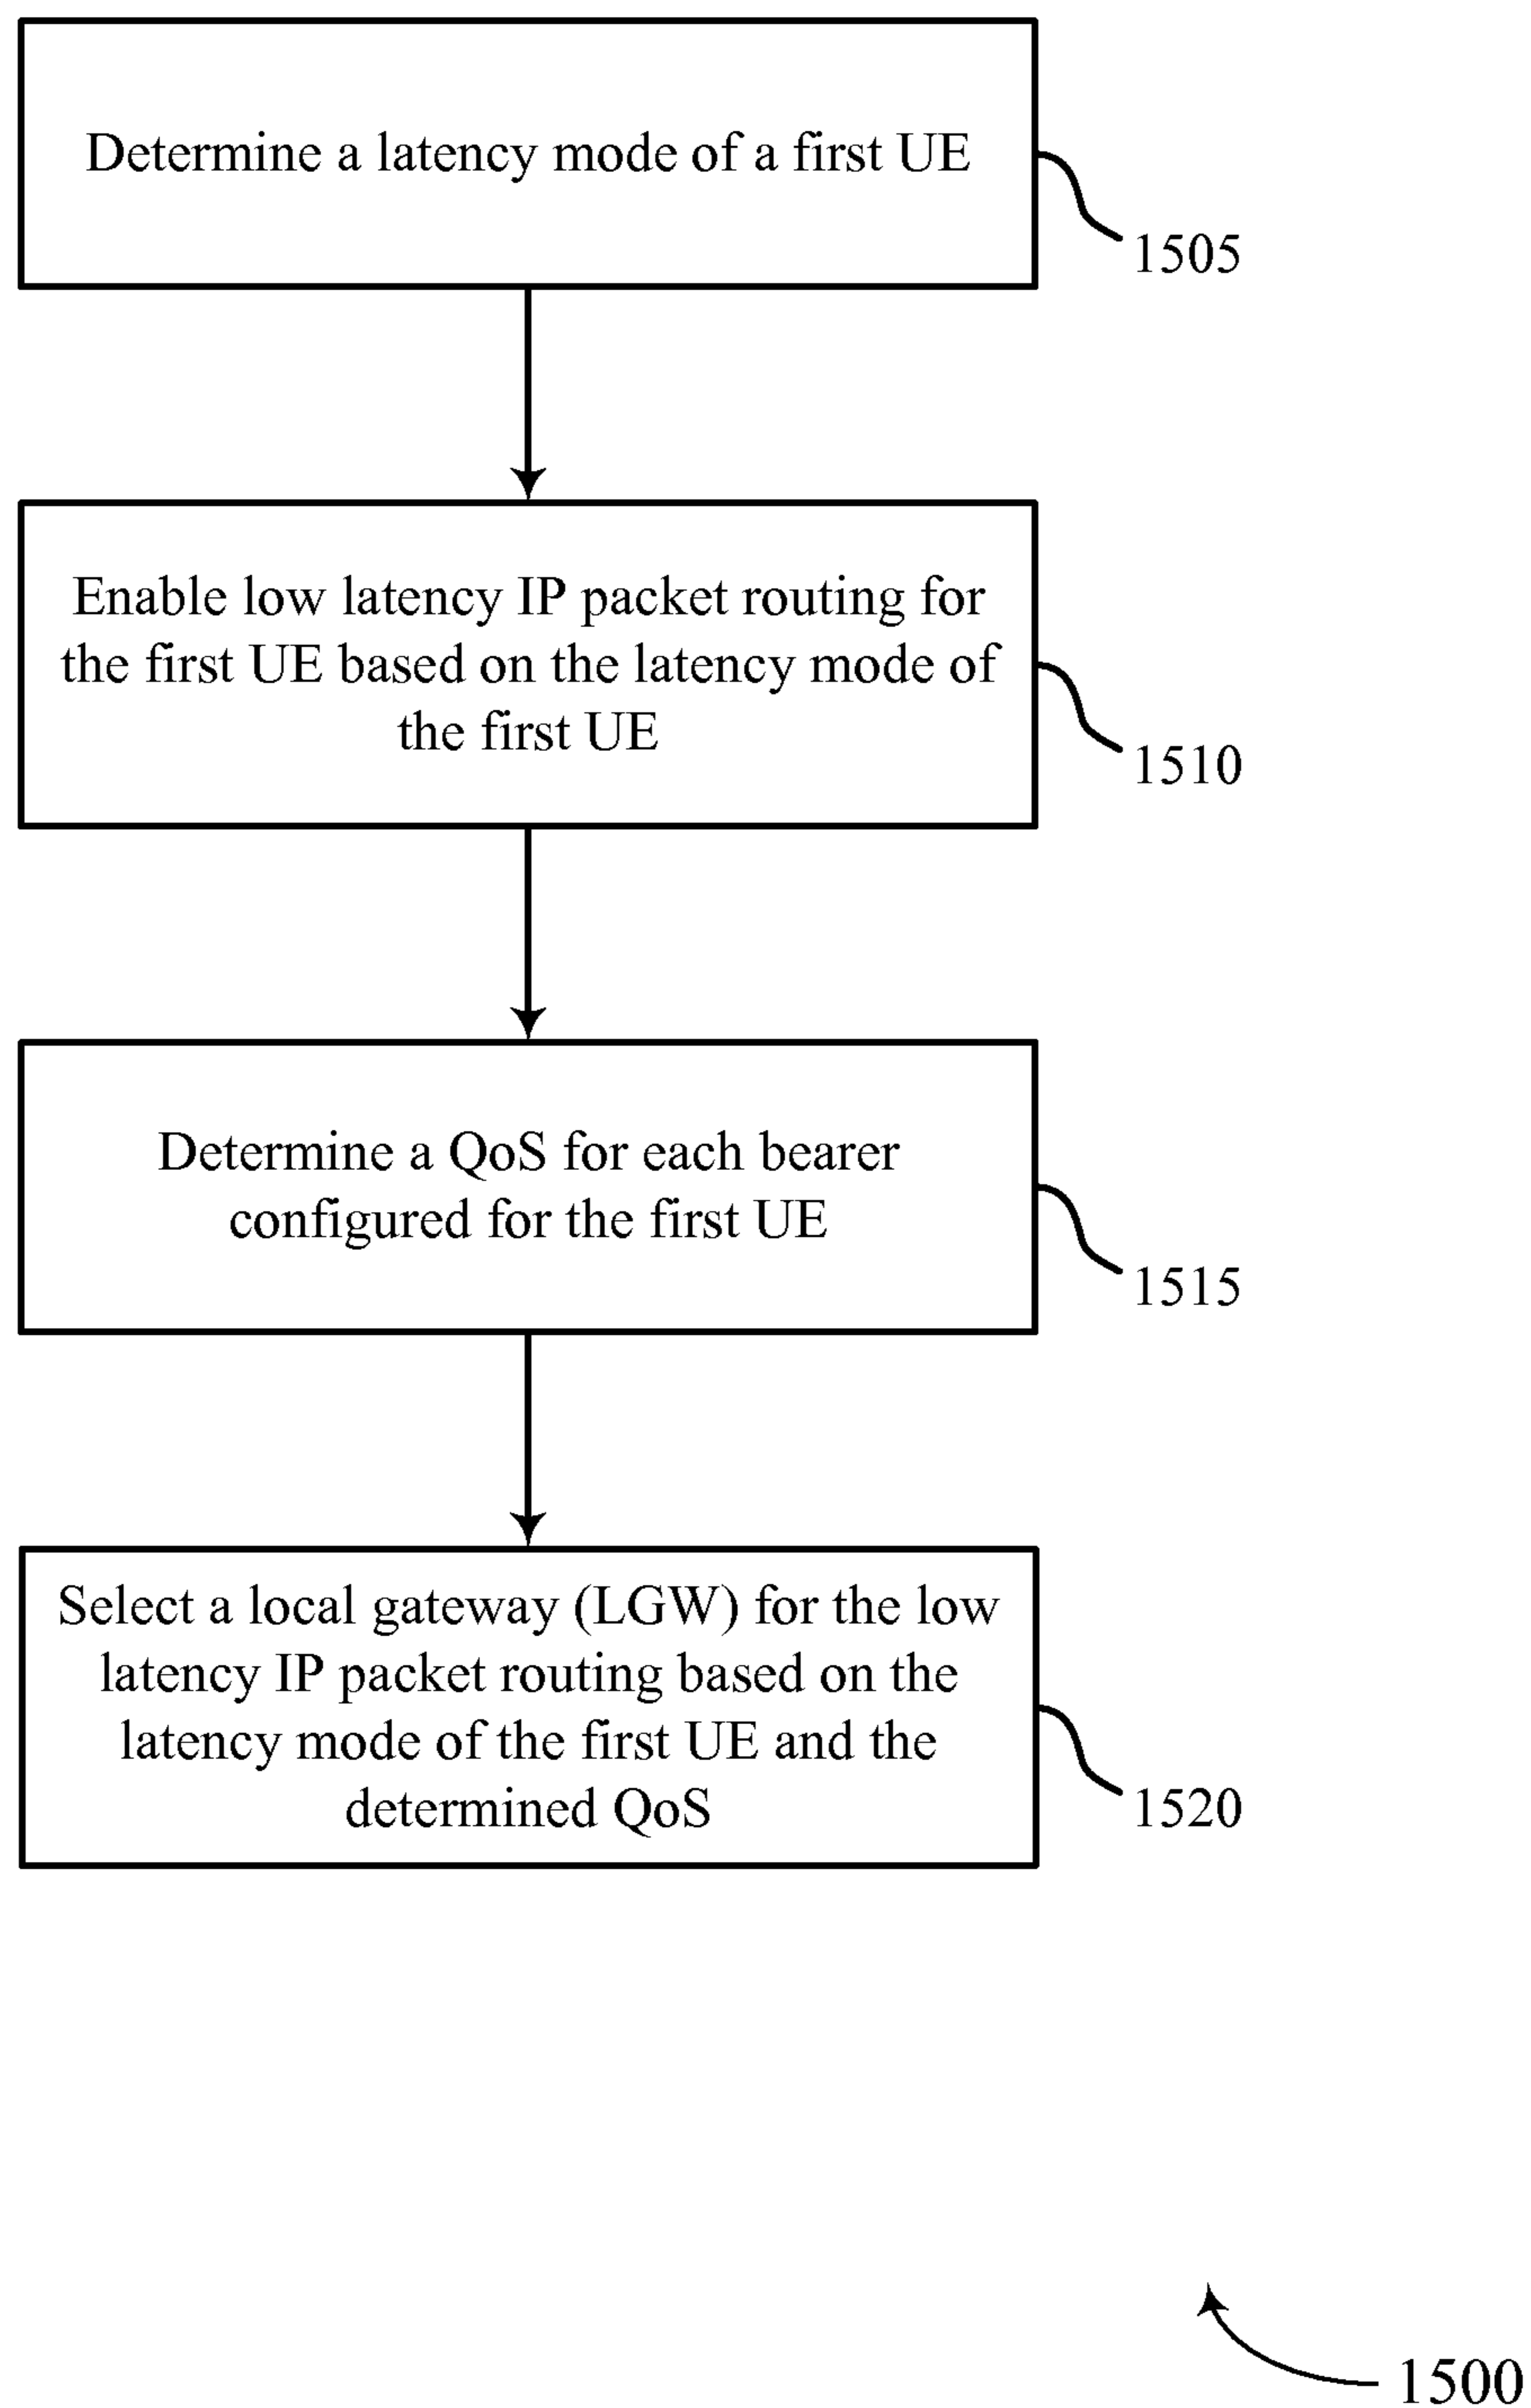 Determine a latency mode of a first UE
1505
Enable low latency IP packet routing for
the first UE based on the latency mode of
the first UE
1510
Determine a QoS for each bearer
configured for the first UE
1515
Select a local gateway (LGW) for the low
latency IP packet routing based on the
latency mode of the first UE and the
determined QoS
1520
1500